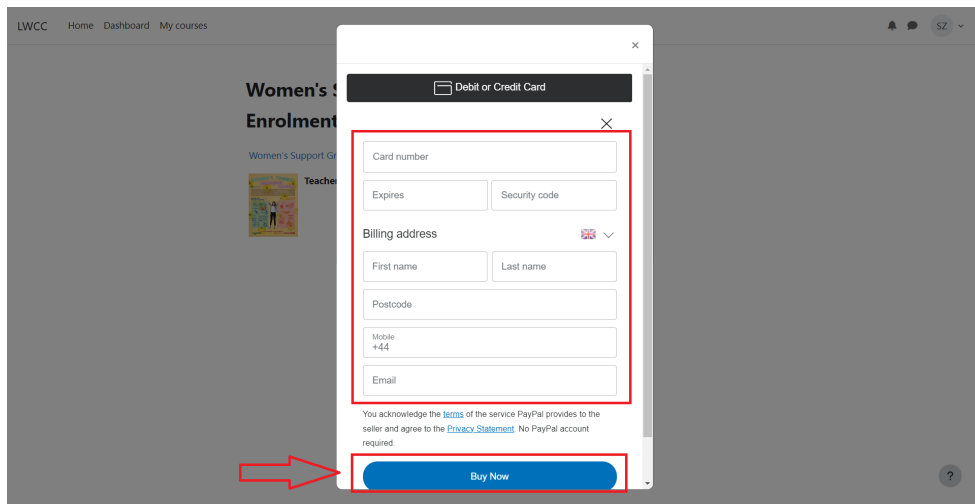 LWCC Home Dashboard My courses SZ
×
Debit or Credit Card
Women's S
Enrolment
Card number
Women's Support Gr
Teacher
Expires Security code
Billing address
First name Last name
Postcode
Mobile
+44
Email
You acknowledge the terms of the service PayPal provides to the
seller and agree to the Privacy Statement. No PayPal account
required.
Buy Now
?